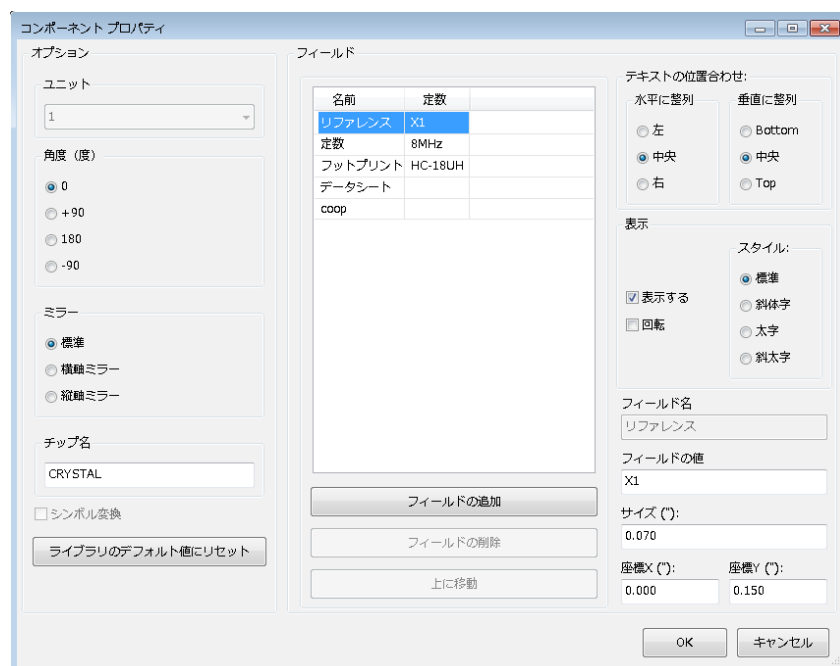 コンポーネント プロパティ
オプション
ユニット
1
角度（度）
0
+90
180
-90
ミラー
標準
横軸ミラー
縦軸ミラー
チップ名
CRYSTAL
シンボル変換
ライブラリのデフォルト値にリセット
フィールド
名前 定数
リファレンス X1
定数 8MHz
フットプリント HC-18UH
データシート
coop
フィールドの追加
フィールドの削除
上に移動
テキストの位置合わせ:
水平に整列
左
中央
右
垂直に整列
Bottom
中央
Top
表示
表示する
回転
スタイル:
標準
斜体字
太字
斜太字
フィールド名
リファレンス
フィールドの値
X1
サイズ ("):
0.070
座標X ("): 座標Y ("):
0.000 0.150
OK キャンセル